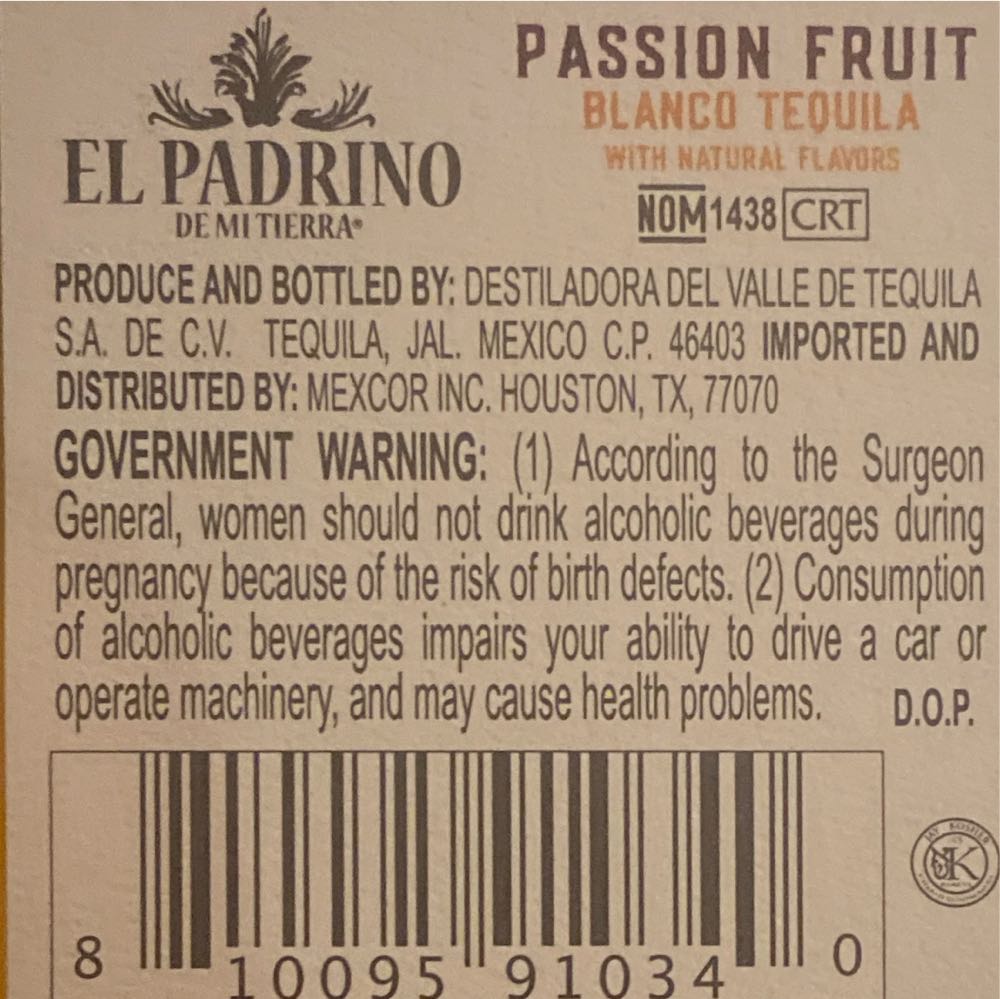 EL PADRINO
DE MI TIERRA®
PASSION FRUIT
BLANCO TEQUILA
WITH NATURAL FLAVORS
NOM 1438 CRT
PRODUCE AND BOTTLED BY: DESTILADORA DEL VALLE DE TEQUILA
S.A. DE C.V. TEQUILA, JAL. MEXICO C.P. 46403 IMPORTED AND
DISTRIBUTED BY: MEXCOR INC. HOUSTON, TX, 77070
GOVERNMENT WARNING: (1) According to the Surgeon
General, women should not drink alcoholic beverages during
pregnancy because of the risk of birth defects. (2) Consumption
of alcoholic beverages impairs your ability to drive a car or
operate machinery, and may cause health problems. D.O.P.
JAY KOSHER
K
8 10095 91034 0